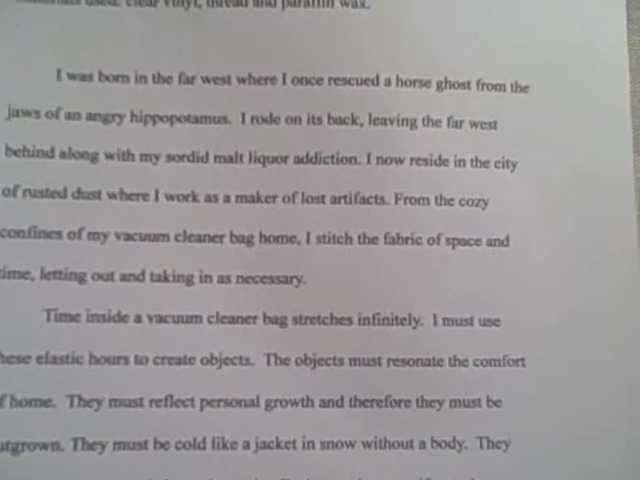 used: clear vinyl, thread and paraffin wax.
I was born in the far west where I once rescued a horse ghost from the
jaws of an angry hippopotamus. I rode on its back, leaving the far west
behind along with my sordid malt liquor addiction. I now reside in the city
of rusted dust where I work as a maker of lost artifacts. From the cozy
confines of my vacuum cleaner bag home, I stitch the fabric of space and
time, letting out and taking in as necessary.
Time inside a vacuum cleaner bag stretches infinitely. I must use
hese elastic hours to create objects. The objects must resonate the comfort
f home. They must reflect personal growth and therefore they must be
utgrown. They must be cold like a jacket in snow without a body. They